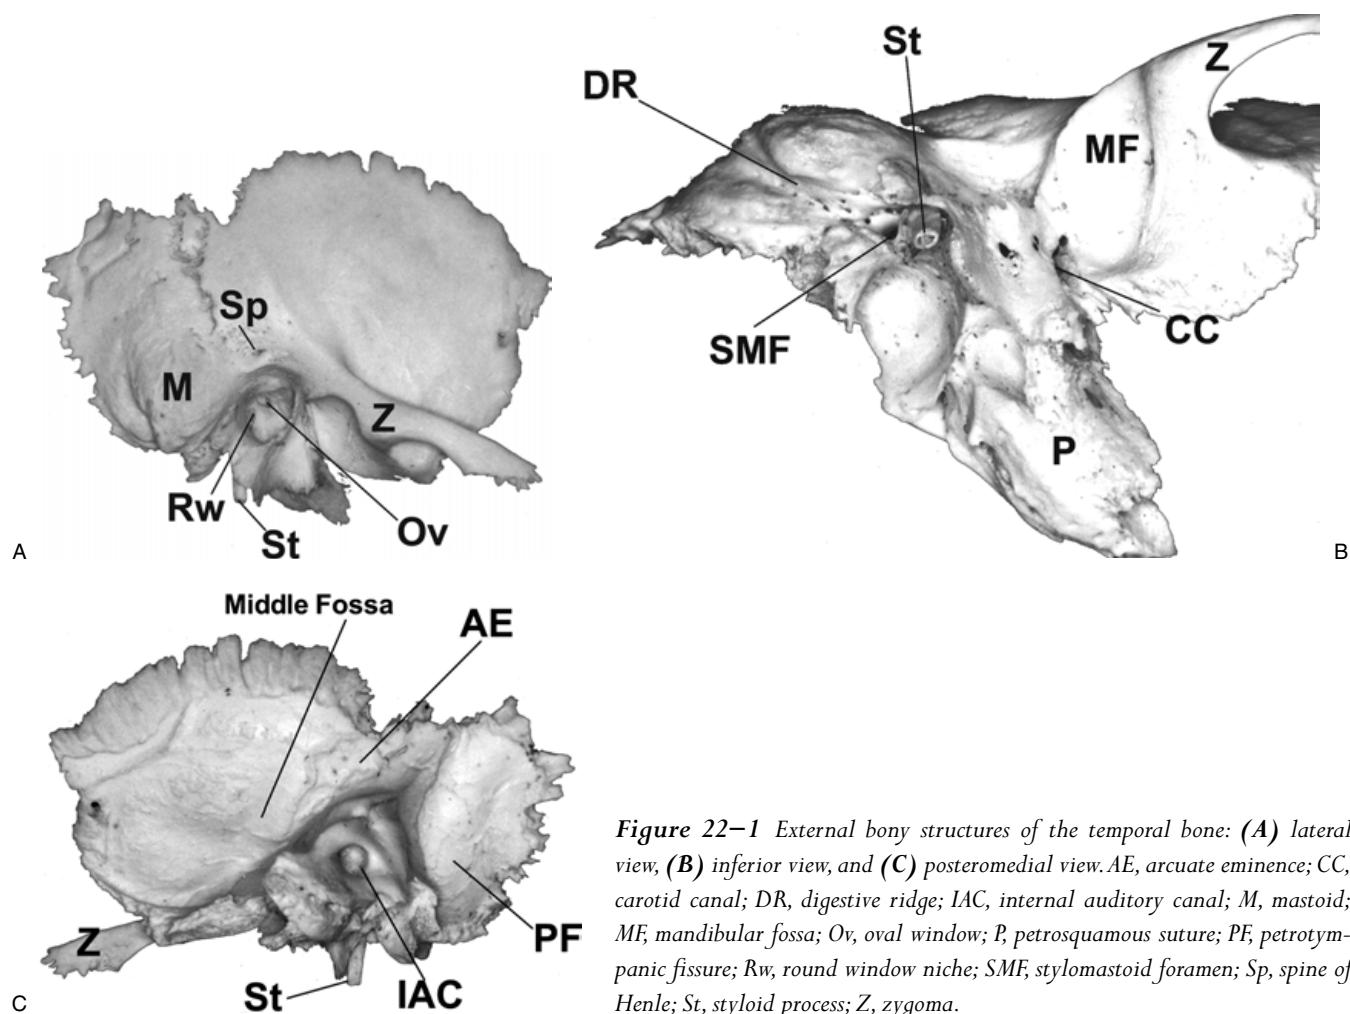 Sp
M
Z
Rw
St
Ov
A
St
DR
Z
MF
SMF
CC
P
B
Middle Fossa
AE
Z
PF
St
IAC
C
Figure 22–1 External bony structures of the temporal bone: (A) lateral
view, (B) inferior view, and (C) posteromedial view. AE, arcuate eminence; CC,
carotid canal; DR, digestive ridge; IAC, internal auditory canal; M, mastoid;
MF, mandibular fossa; Ov, oval window; P, petrosquamous suture; PF, petrotym-
panic fissure; Rw, round window niche; SMF, stylomastoid foramen; Sp, spine of
Henle; St, styloid process; Z, zygoma.